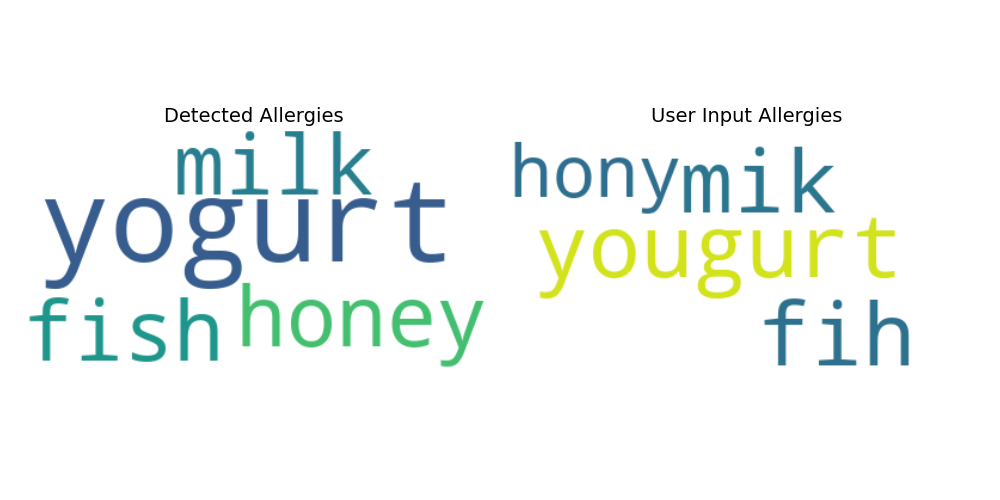 Detected Allergies
milk
yogurt
fish honey
User Input Allergies
hony mik
yougurt
fih